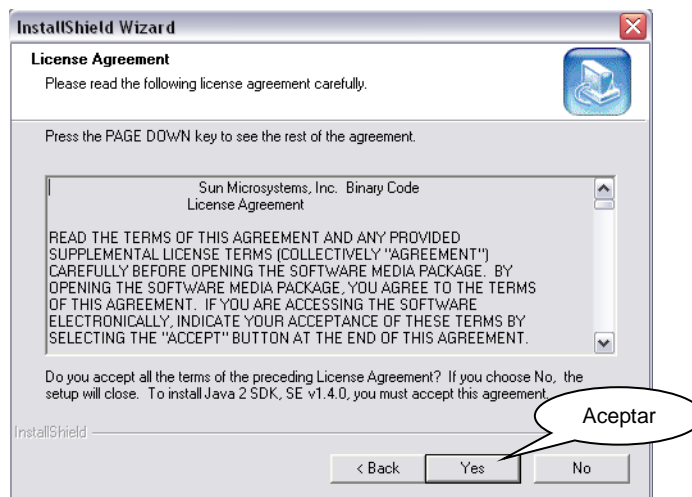 InstallShield Wizard
License Agreement
Please read the following license agreement carefully.
Press the PAGE DOWN key to see the rest of the agreement.
Sun Microsystems, Inc. Binary Code
License Agreement
READ THE TERMS OF THIS AGREEMENT AND ANY PROVIDED
SUPPLEMENTAL LICENSE TERMS (COLLECTIVELY "AGREEMENT")
CAREFULLY BEFORE OPENING THE SOFTWARE MEDIA PACKAGE. BY
OPENING THE SOFTWARE MEDIA PACKAGE, YOU AGREE TO THE TERMS
OF THIS AGREEMENT. IF YOU ARE ACCESSING THE SOFTWARE
ELECTRONICALLY, INDICATE YOUR ACCEPTANCE OF THESE TERMS BY
SELECTING THE "ACCEPT" BUTTON AT THE END OF THIS AGREEMENT.
Do you accept all the terms of the preceding License Agreement? If you choose No, the
setup will close. To install Java 2 SDK, SE v1.4.0, you must accept this agreement.
Aceptar
InstallShield
< Back Yes No